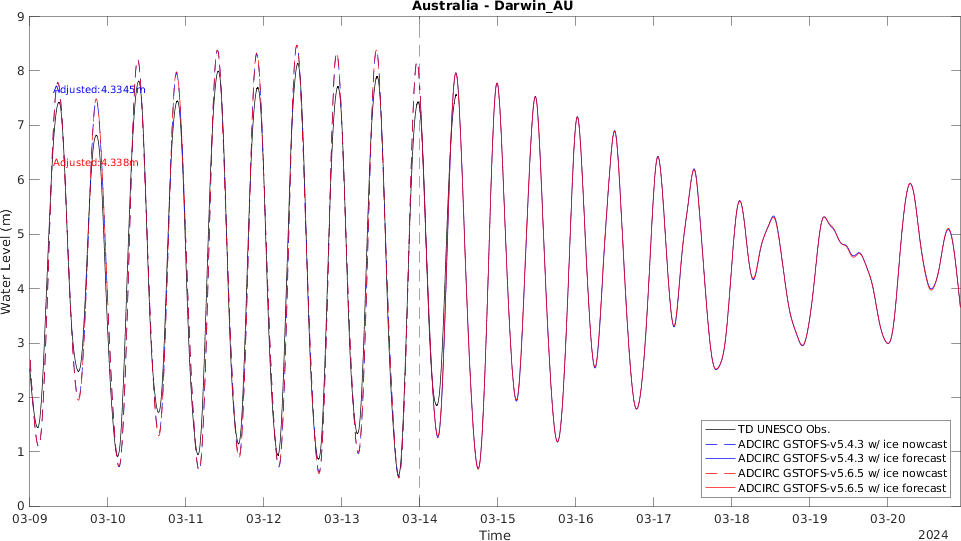 Australia - Darwin_AU
9
8
7
6
5
4
3
2
1
0
Water Level (m)
Adjusted:4.3345m
Adjusted:4.338m
TD UNESCO Obs.
ADCIRC GSTOFS-v5.4.3 w/ ice nowcast
ADCIRC GSTOFS-v5.4.3 w/ ice forecast
ADCIRC GSTOFS-v5.6.5 w/ ice nowcast
ADCIRC GSTOFS-v5.6.5 w/ ice forecast
03-09 03-10 03-11 03-12 03-13 03-14 03-15 03-16 03-17 03-18 03-19 03-20
Time
2024